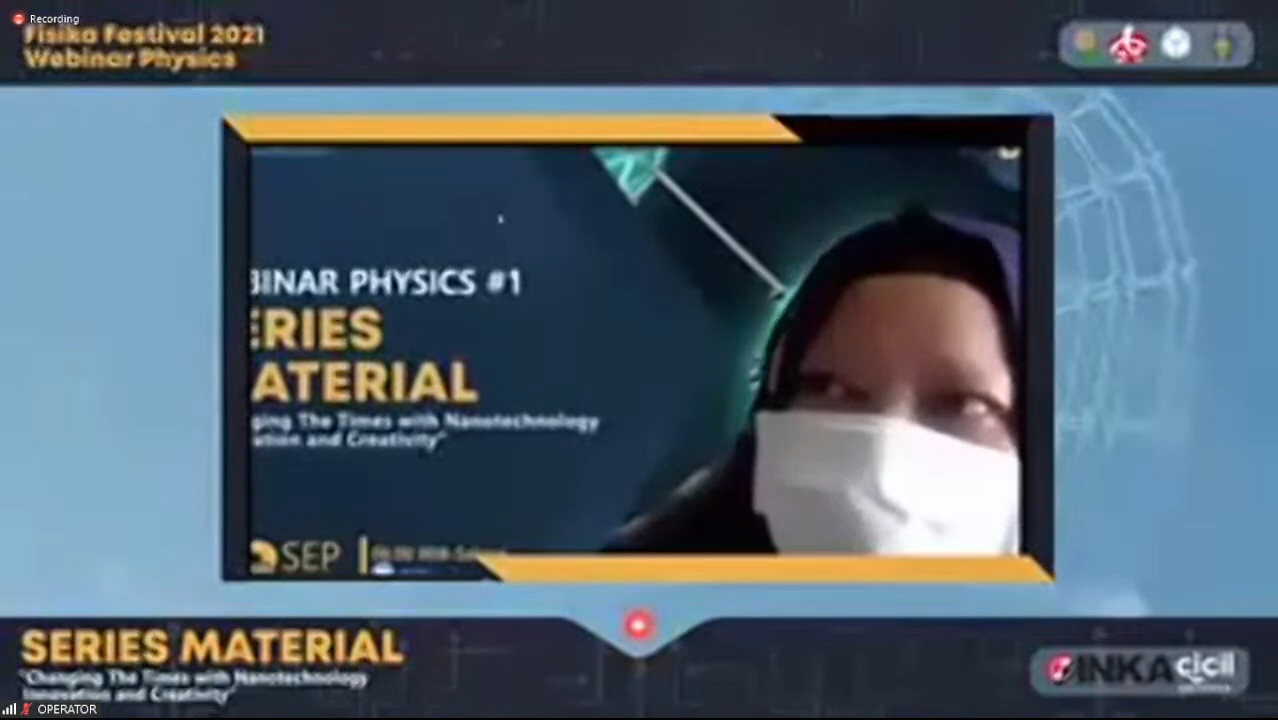 Recording
Fisika Festival 2021
Webinar Physics
BINAR PHYSICS #1
ERIES
ATERIAL
ging The Times with Nanotechnology
ation and Creativity"
SEP
SERIES MATERIAL
"Changing The Times with Nanotechnology
Innovation and Creativity"
INKA cicil
OPERATOR